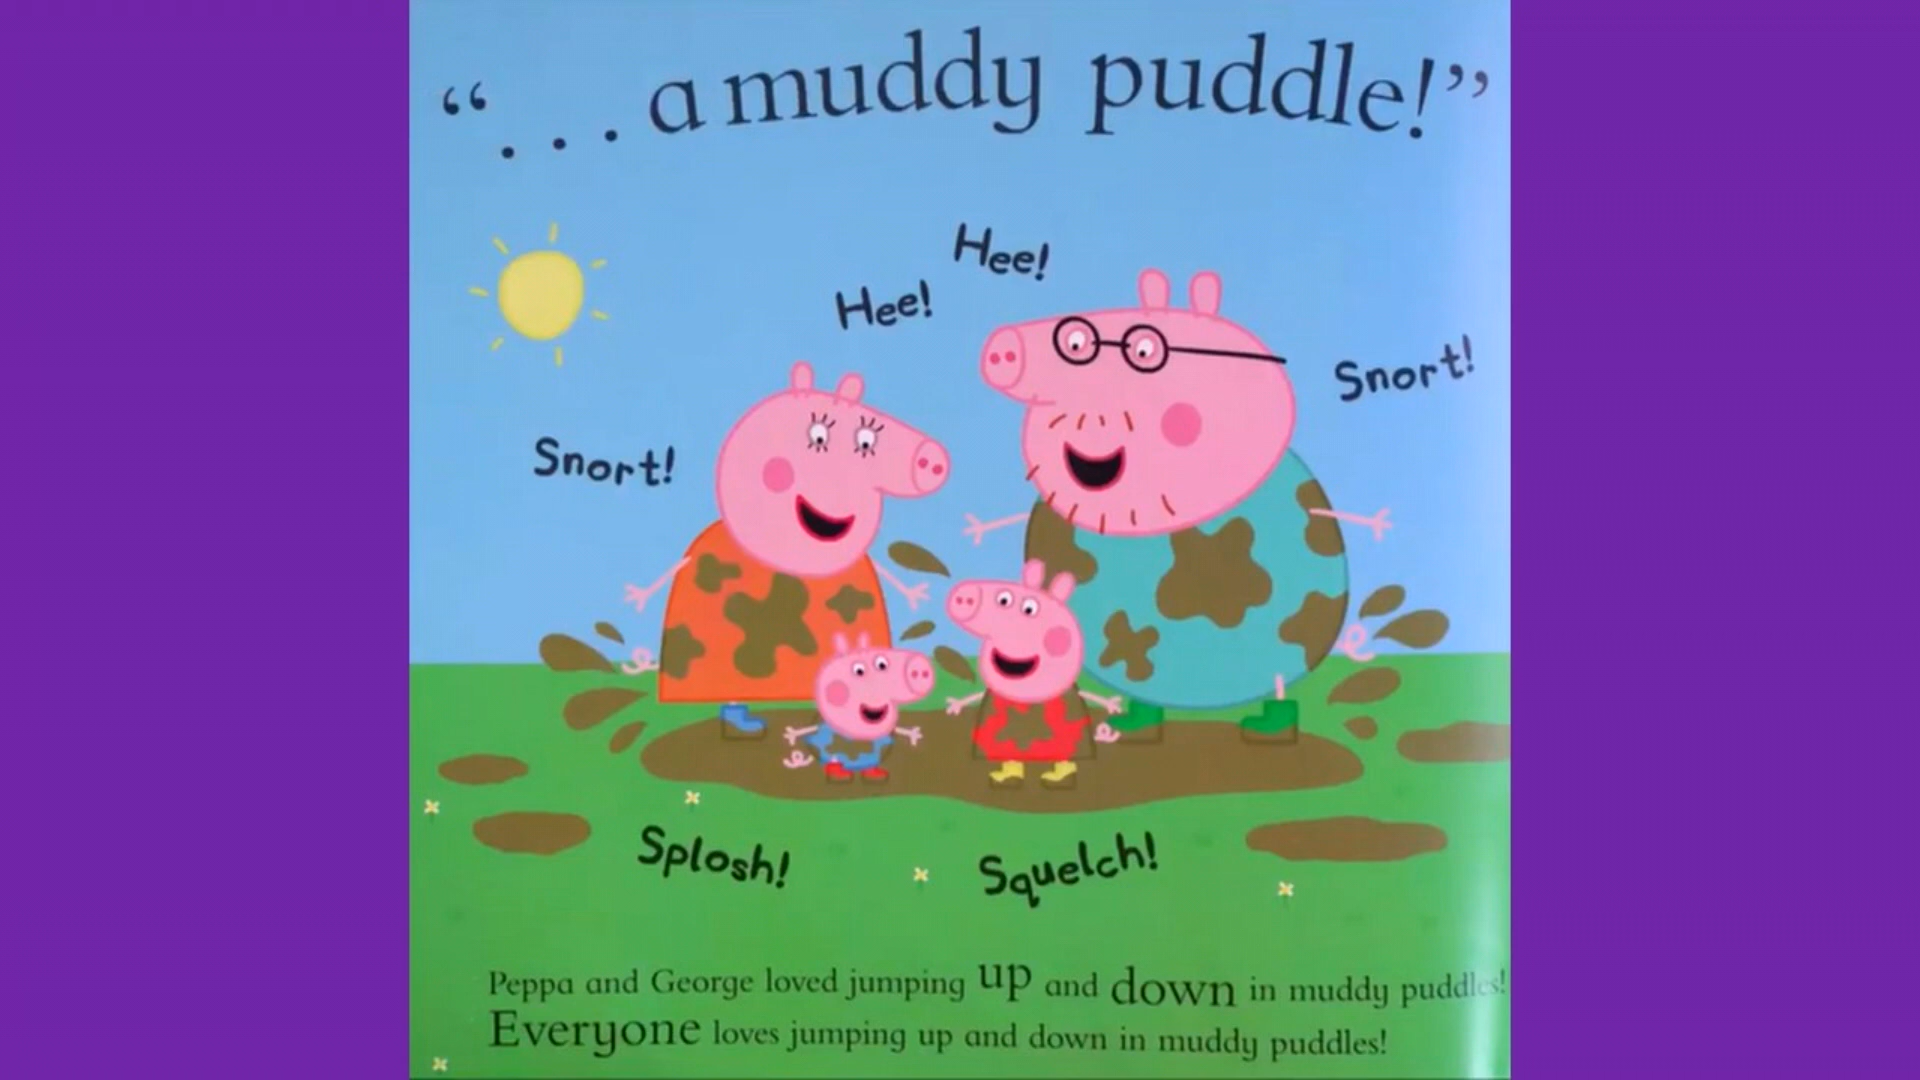 “...a muddy puddle!”
Hee!
Hee!
Snort!
Snort!
Splosh!
Squelch!
Peppa and George loved jumping up and down in muddy puddles!
Everyone loves jumping up and down in muddy puddles!